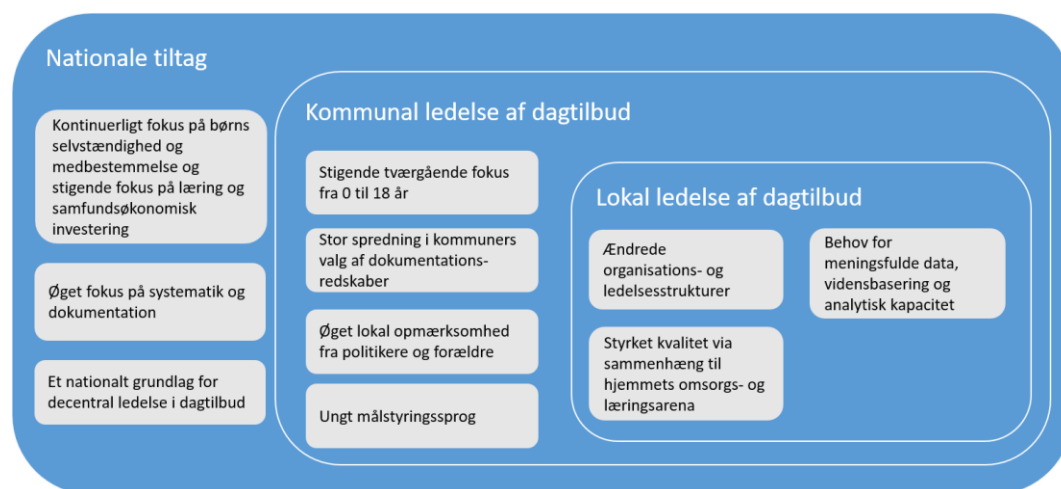 Nationale tiltag
Kontinuerligt fokus på børns
selvstændighed og
medbestemmelse og
stigende fokus på læring og
samfundsøkonomisk
investering
Øget fokus på systematik og
dokumentation
Et nationalt grundlag for
decentral ledelse i dagtilbud
Kommunal ledelse af dagtilbud
Stigende tværgående fokus
fra 0 til 18 år
Stor spredning i kommuners
valg af dokumentations-
redskaber
Øget lokal opmærksomhed
fra politikere og forældre
Ungt målstyringssprog
Lokal ledelse af dagtilbud
Ændrede
organisations- og
ledelsesstrukturer
Styrket kvalitet via
sammenhæng til
hjemmets omsorgs- og
læringsarena
Behov for
meningsfulde data,
vidensbasering og
analytisk kapacitet